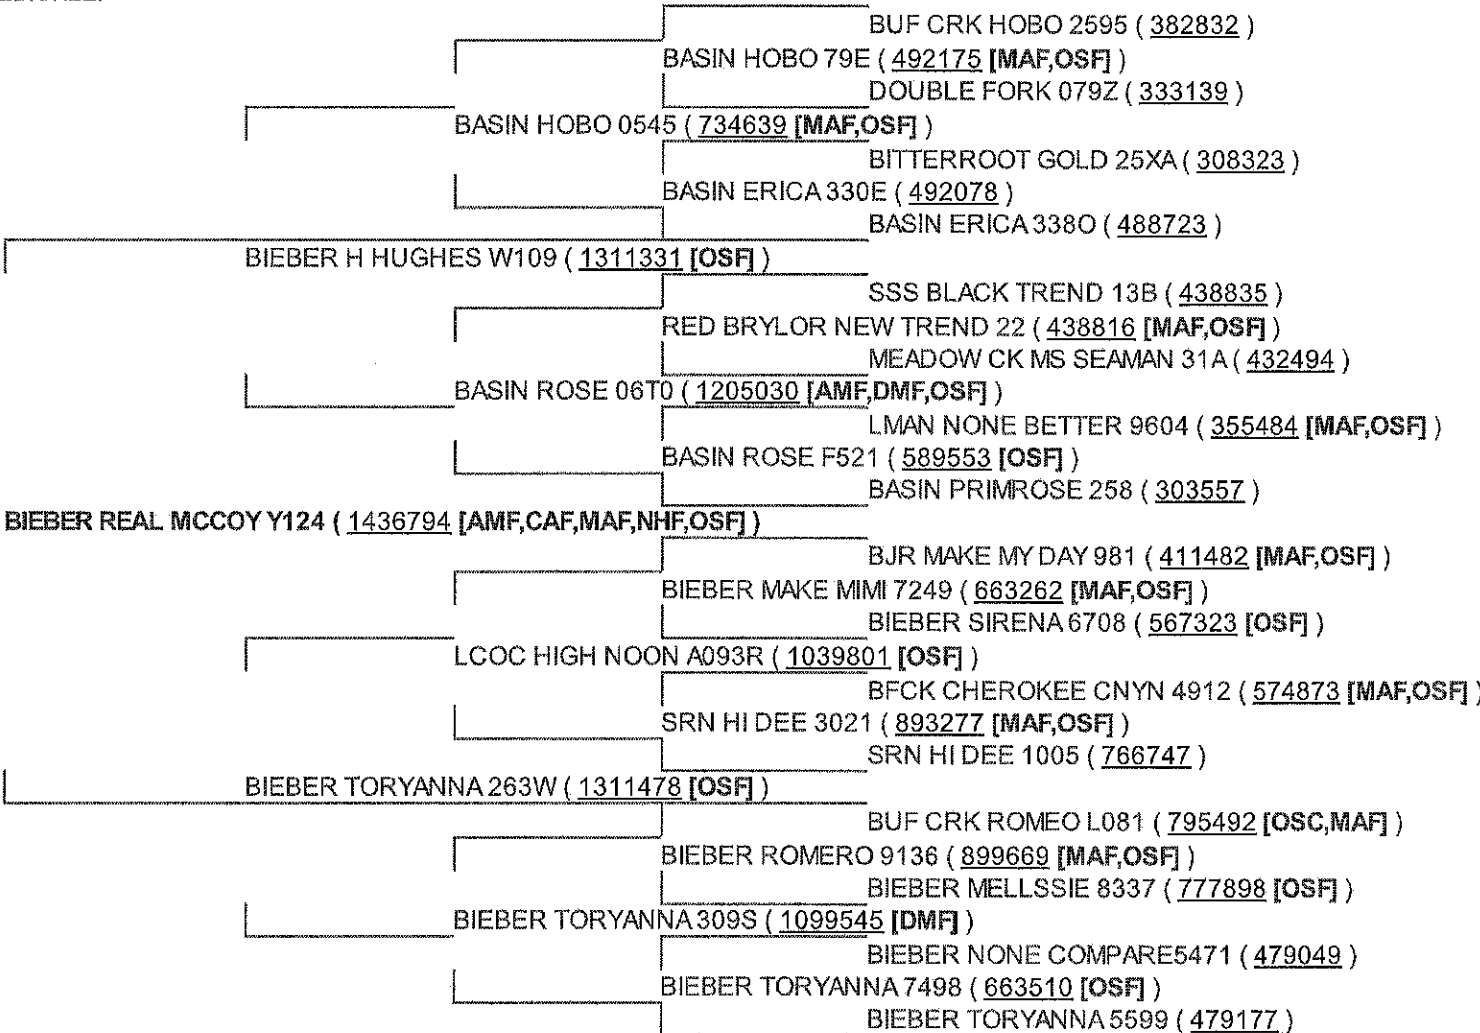 BUF CRK HOBO 2595 ( 382832 )
BASIN HOBO 79E ( 492175 [MAF,OSF] )
DOUBLE FORK 079Z ( 333139 )
BASIN HOBO 0545 ( 734639 [MAF,OSF] )
BITTERROOT GOLD 25XA ( 308323 )
BASIN ERICA 330E ( 492078 )
BASIN ERICA 338O ( 488723 )
BIEBER H HUGHES W109 ( 1311331 [OSF] )
SSS BLACK TREND 13B ( 438835 )
RED BRYLOR NEW TREND 22 ( 438816 [MAF,OSF] )
MEADOW CK MS SEAMAN 31A ( 432494 )
BASIN ROSE 06T0 ( 1205030 [AMF,DMF,OSF] )
LMAN NONE BETTER 9604 ( 355484 [MAF,OSF] )
BASIN ROSE F521 ( 589553 [OSF] )
BASIN PRIMROSE 258 ( 303557 )
BIEBER REAL MCCOY Y124 ( 1436794 [AMF,CAF,MAF,NHF,OSF] )
BJR MAKE MY DAY 981 ( 411482 [MAF,OSF] )
BIEBER MAKE MIMI 7249 ( 663262 [MAF,OSF] )
BIEBER SIRENA 6708 ( 567323 [OSF] )
LCOC HIGH NOON A093R ( 1039801 [OSF] )
BFCK CHEROKEE CNYN 4912 ( 574873 [MAF,OSF] )
SRN HI DEE 3021 ( 893277 [MAF,OSF] )
SRN HI DEE 1005 ( 766747 )
BIEBER TORYANNA 263W ( 1311478 [OSF] )
BUF CRK ROMEO L081 ( 795492 [OSC,MAF] )
BIEBER ROMERO 9136 ( 899669 [MAF,OSF] )
BIEBER MELLSSIE 8337 ( 777898 [OSF] )
BIEBER TORYANNA 309S ( 1099545 [DMF] )
BIEBER NONE COMPARE5471 ( 479049 )
BIEBER TORYANNA 7498 ( 663510 [OSF] )
BIEBER TORYANNA 5599 ( 479177 )